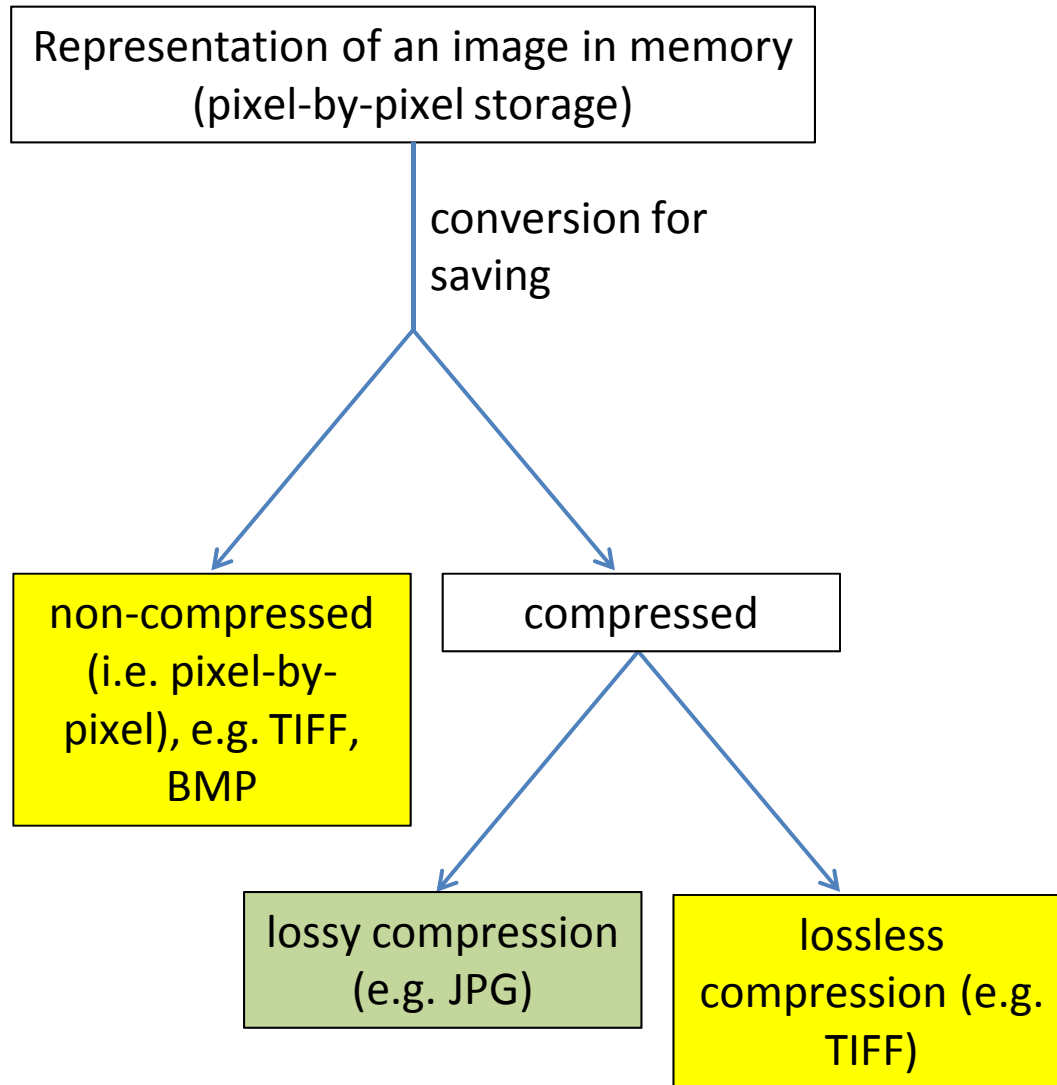 Representation of an image in memory
(pixel-by-pixel storage)
conversion for
saving
non-compressed
(i.e. pixel-by-
pixel), e.g. TIFF,
BMP
compressed
lossy compression
(e.g. JPG)
lossless
compression (e.g.
TIFF)